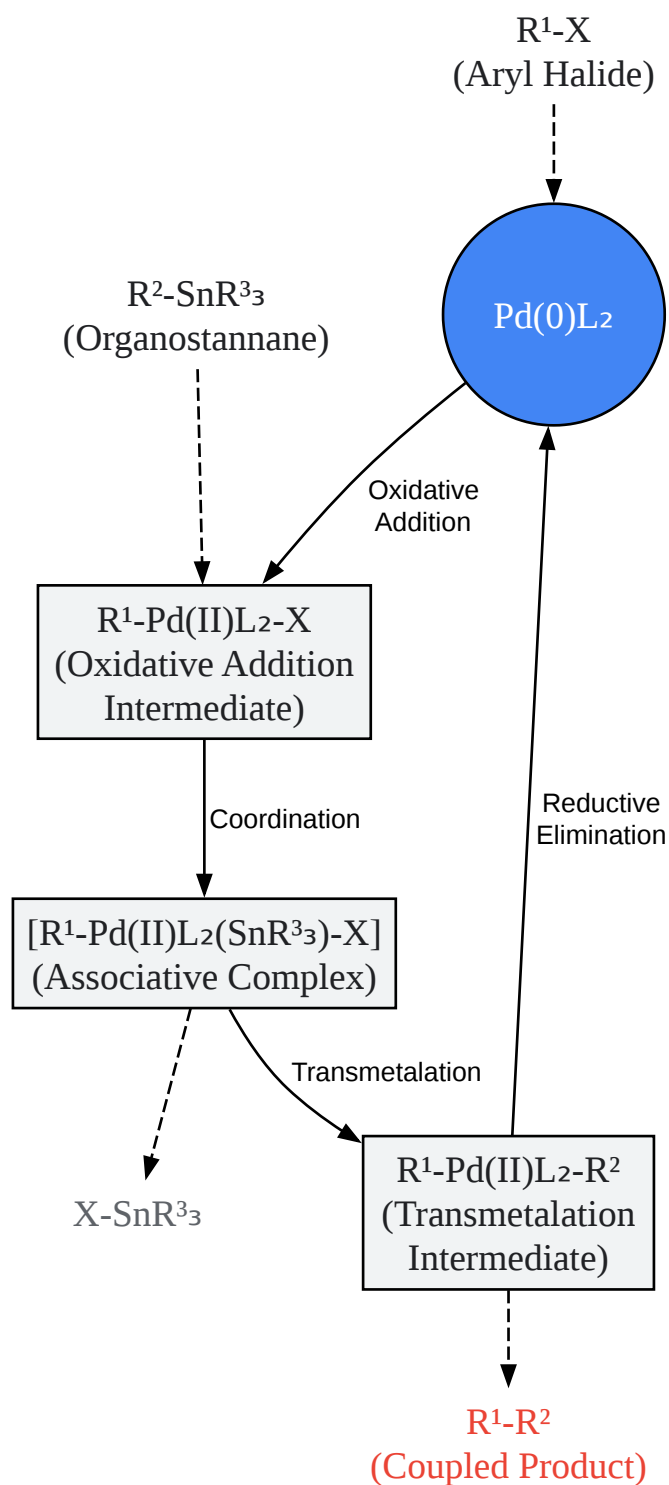 R¹-X
(Aryl Halide)
Pd(0)L₂
R²-SnR³₃
(Organostannane)
Oxidative
Addition
R¹-Pd(II)L₂-X
(Oxidative Addition
Intermediate)
Coordination
Reductive
Elimination
[R¹-Pd(II)L₂(SnR³₃)-X]
(Associative Complex)
Transmetalation
X-SnR³₃
R¹-Pd(II)L₂-R²
(Transmetalation
Intermediate)
R¹-R²
(Coupled Product)